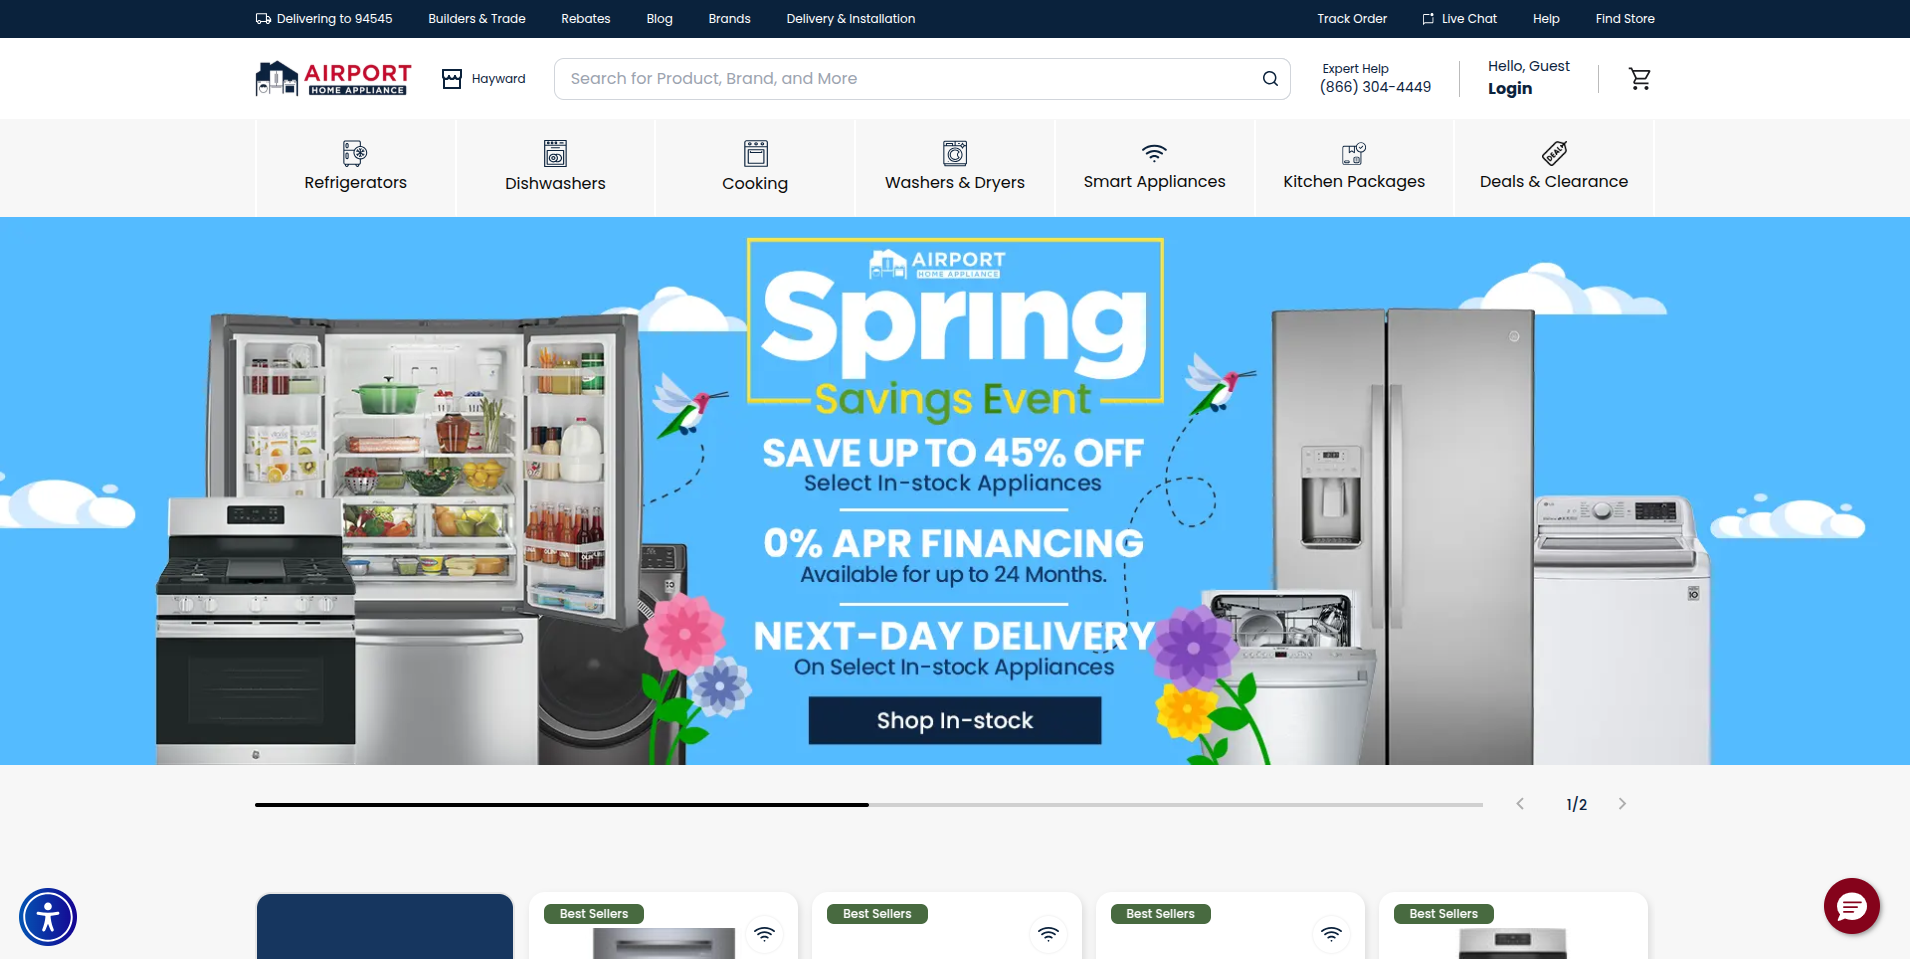 Delivering to 94545
Builders & Trade
Rebates
Blog
Brands
Delivery & Installation
Track Order
Live Chat
Help
Find Store
AIRPORT
HOME APPLIANCE
Hayward
Search for Product, Brand, and More
Expert Help
(866) 304-4449
Hello, Guest
Login
Refrigerators
Dishwashers
Cooking
Washers & Dryers
Smart Appliances
Kitchen Packages
DEALS
Deals & Clearance
AIRPORT
HOME APPLIANCE
Spring
Savings Event
SAVE UP TO 45% OFF
Select In-stock Appliances
0% APR FINANCING
Available for up to 24 Months.
NEXT-DAY DELIVERY
On Select In-stock Appliances
Shop In-stock
1/2
Best Sellers
Best Sellers
Best Sellers
Best Sellers